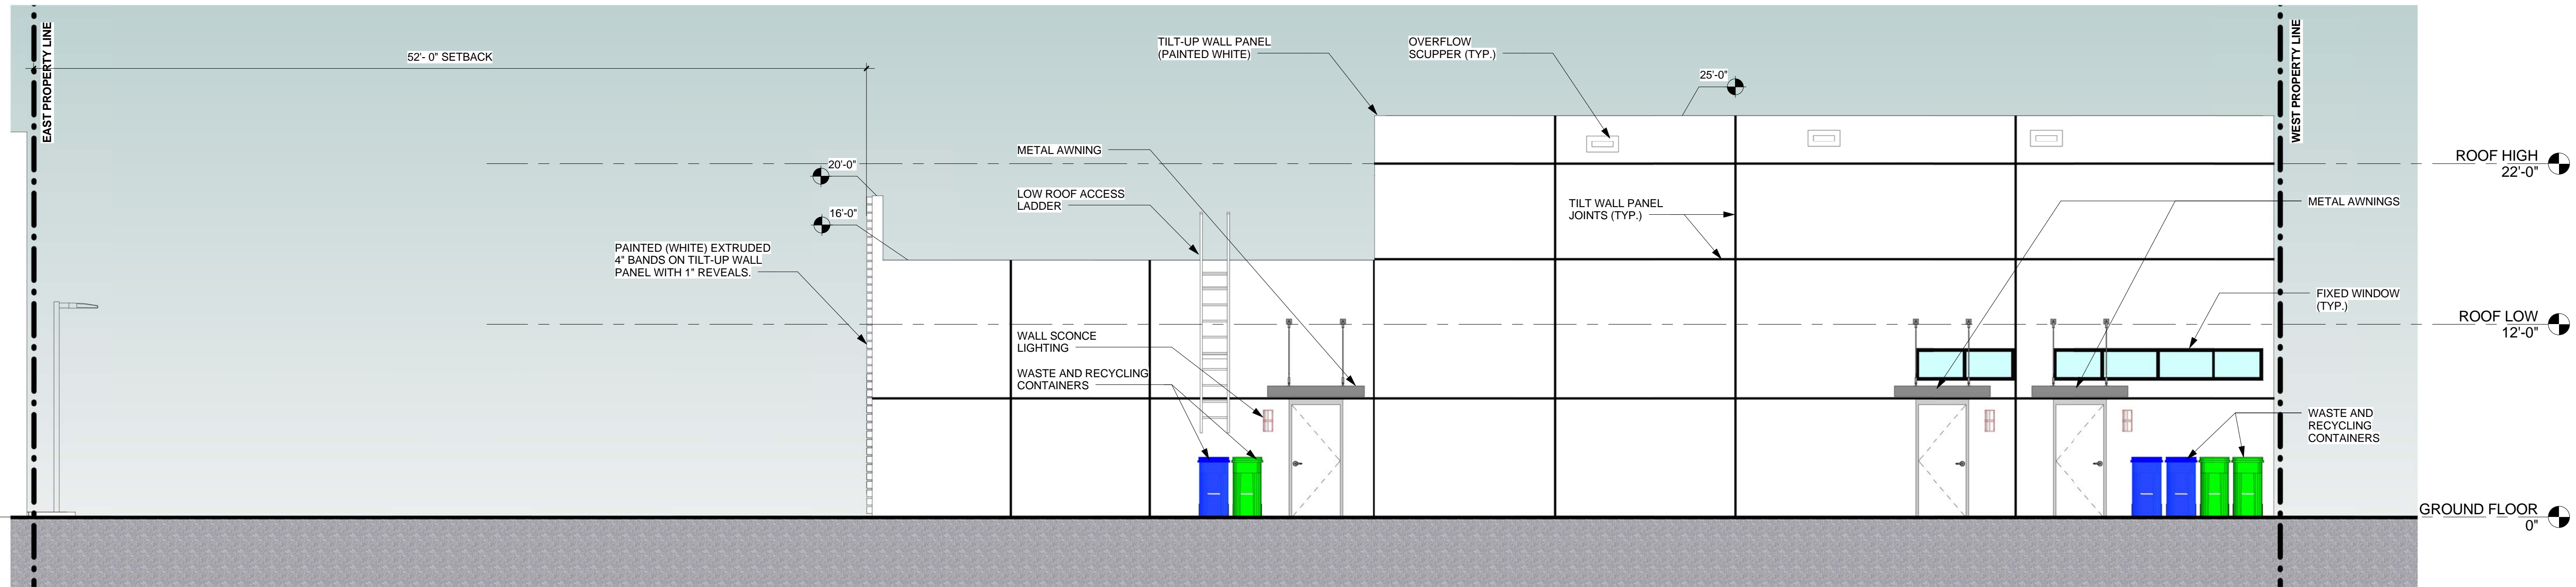 EAST PROPERTY LINE
52'- 0" SETBACK
TILT-UP WALL PANEL
(PAINTED WHITE)
OVERFLOW
SCUPPER (TYP.)
25'-0"
WEST PROPERTY LINE
METAL AWNING
ROOF HIGH
22'-0"
20'-0"
LOW ROOF ACCESS
LADDER
16'-0"
TILT WALL PANEL
JOINTS (TYP.)
METAL AWNINGS
PAINTED (WHITE) EXTRUDED
4" BANDS ON TILT-UP WALL
PANEL WITH 1" REVEALS.
FIXED WINDOW
(TYP.)
ROOF LOW
12'-0"
WALL SCONCE
LIGHTING
WASTE AND RECYCLING
CONTAINERS
WASTE AND
RECYCLING
CONTAINERS
GROUND FLOOR
0"